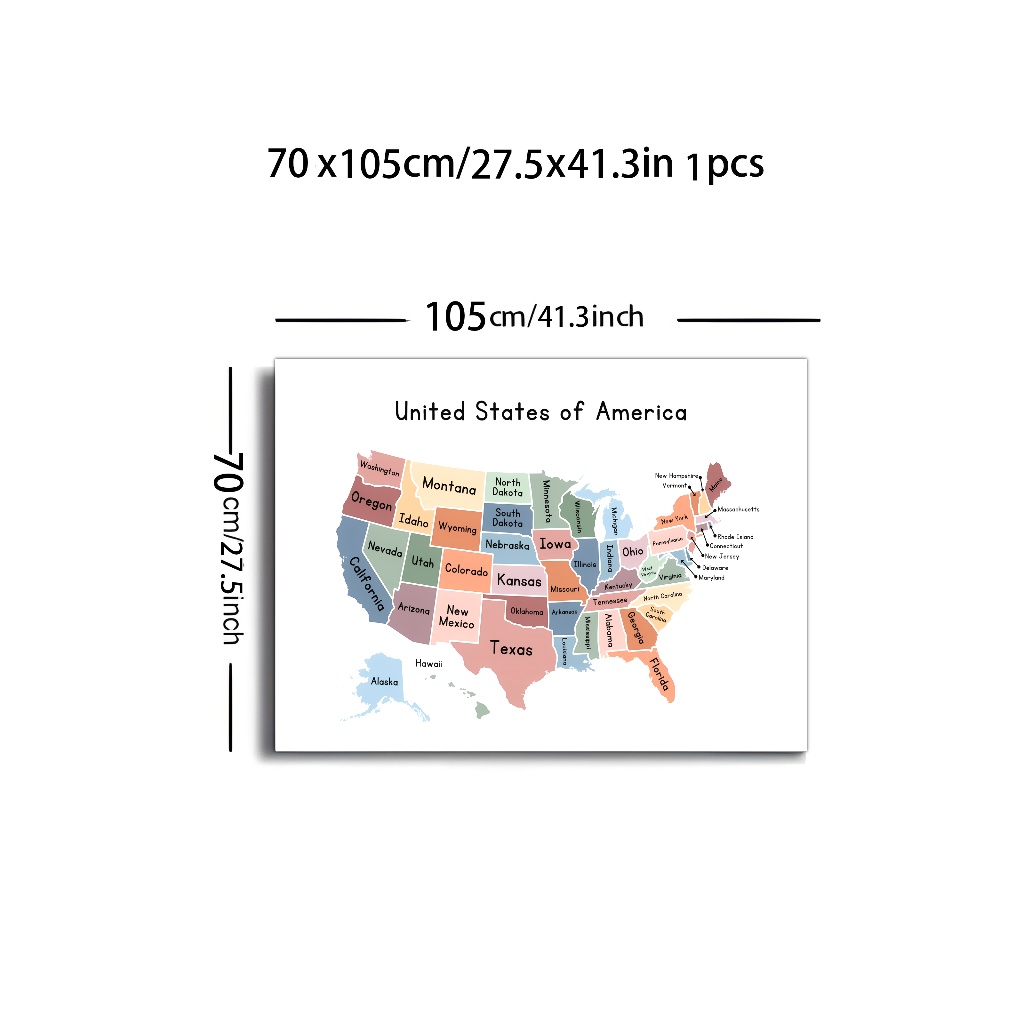 70 x105cm/27.5x41.3in 1pcs
105cm/41.3inch
70cm/27.5inch
United States of America
Washington
Oregon
Idaho
Montana
North
Dakota
Minnesota
South
Dakota
Wyoming
Wisconsin
Michigan
New Hampshire
Vermont
Maine
Massachusetts
New York
Rhode Island
Connecticut
Pennsylvania
New Jersey
Delaware
Maryland
Nevada
Utah
California
Colorado
Nebraska
Iowa
Illinois
Indiana
Ohio
West
Virginia
Virginia
Kansas
Missouri
Kentucky
Tennessee
North Carolina
South
Carolina
Arizona
New
Mexico
Oklahoma
Arkansas
Mississippi
Alabama
Georgia
Texas
Louisiana
Florida
Alaska
Hawaii